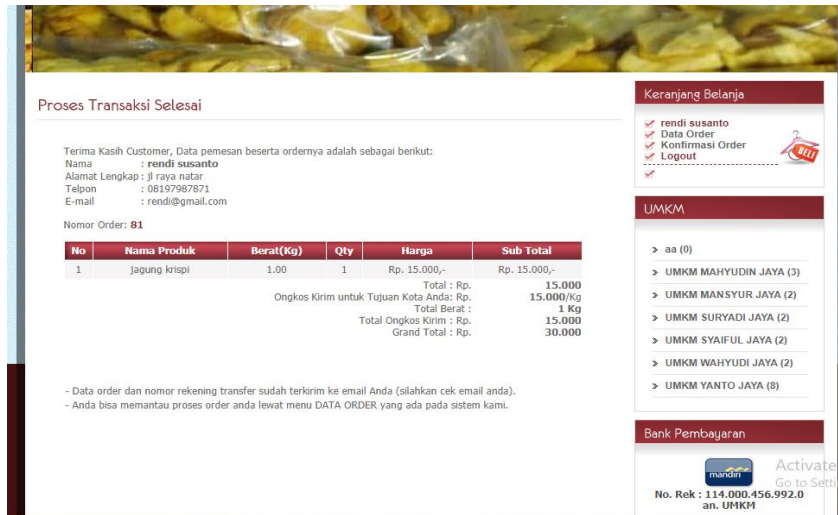 Proses Transaksi Selesai
Terima Kasih Customer, Data pemesan beserta ordernya adalah sebagai berikut:
Nama : rendi susanto
Alamat Lengkap : jl raya natar
Telpon : 08197987871
E-mail : rendi@gmail.com
Nomor Order: 81
No Nama Produk Berat(Kg) Qty Harga Sub Total
1 jagung krispi 1.00 1 Rp. 15.000,- Rp. 15.000,-
Total : Rp. 15.000
Ongkos Kirim untuk Tujuan Kota Anda: Rp. 15.000/Kg
Total Berat : 1 Kg
Total Ongkos Kirim : Rp. 15.000
Grand Total : Rp. 30.000
- Data order dan nomor rekening transfer sudah terkirim ke email Anda (silahkan cek email anda).
- Anda bisa memantau proses order anda lewat menu DATA ORDER yang ada pada sistem kami.
Keranjang Belanja
rendi susanto
Data Order
Konfirmasi Order
Logout
BELI
UMKM
» aa (0)
» UMKM MAHYUDIN JAYA (3)
» UMKM MANSYUR JAYA (2)
» UMKM SURYADI JAYA (2)
» UMKM SYAIFUL JAYA (2)
» UMKM WAHYUDI JAYA (2)
» UMKM YANTO JAYA (8)
Bank Pembayaran
mandiri
No. Rek : 114.000.456.992.0
an. UMKM
Activate
Go to Setti